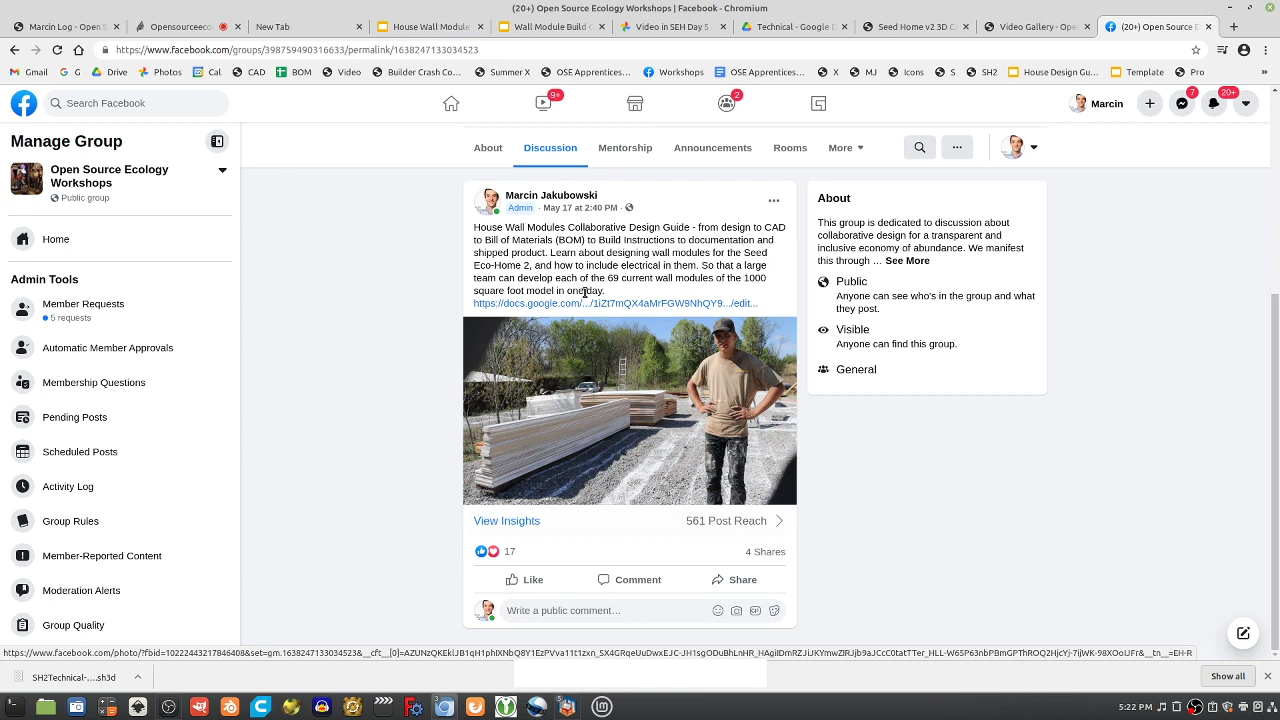 (20+) Open Source Ecology Workshops | Facebook - Chromium
Marcin Log - Open S
Opensourceeco
New Tab
House Wall Module
Wall Module Build G
Video in SEH Day 5
Technical - Google D
Seed Home v2 3D C
Video Gallery - Open
(20+) Open Source E
https://www.facebook.com/groups/398759490316633/permalink/1638247133034523
Gmail
G
Drive
Photos
Cal
CAD
BOM
Video
Builder Crash Co...
Summer X
OSE Apprentices...
Workshops
OSE Apprentices...
X
MJ
Icons
S
SH2
House Design Gu...
Template
Pro
»
Search Facebook
9+
2
Marcin
7
20+
Manage Group
Open Source Ecology
Workshops
Public group
Home
Admin Tools
Member Requests
5 requests
Automatic Member Approvals
Membership Questions
Pending Posts
Scheduled Posts
Activity Log
Group Rules
Member-Reported Content
Moderation Alerts
Group Quality
About
Discussion
Mentorship
Announcements
Rooms
More
Marcin Jakubowski
Admin · May 17 at 2:40 PM ·
House Wall Modules Collaborative Design Guide - from design to CAD
to Bill of Materials (BOM) to Build Instructions to documentation and
shipped product. Learn about designing wall modules for the Seed
Eco-Home 2, and how to include electrical in them. So that a large
team can develop each of the 69 current wall modules of the 1000
square foot model in one day.
https://docs.google.com/.../1iZt7mQX4aMrFGW9NhQY9.../edit...
View Insights
561 Post Reach
17
4 Shares
Like
Comment
Share
Write a public comment…
GIF
About
This group is dedicated to discussion about
collaborative design for a transparent and
inclusive economy of abundance. We manifest
this through … See More
Public
Anyone can see who's in the group and what
they post.
Visible
Anyone can find this group.
General
SH2Technical-....sh3d
Show all
5:22 PM